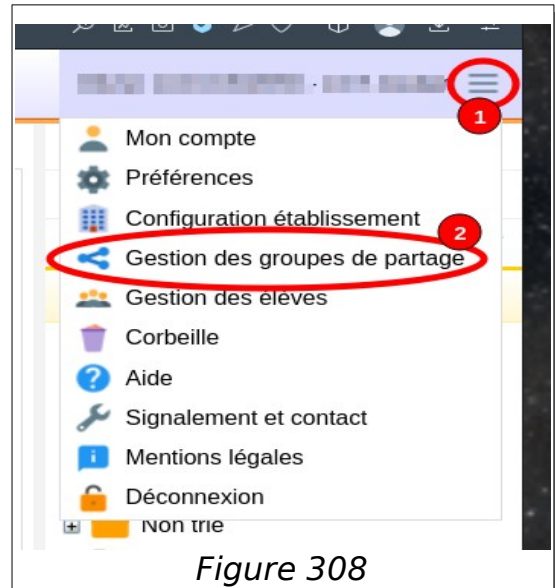 1
Mon compte
Préférences
Configuration établissement
2
Gestion des groupes de partage
Gestion des élèves
Corbeille
Aide
Signalement et contact
Mentions légales
Déconnexion
Non trié
Figure 308